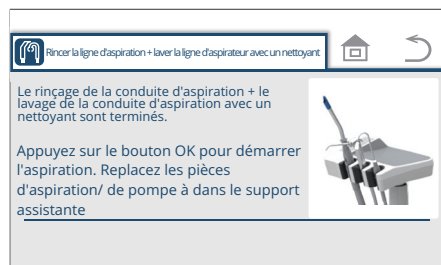 Rincer la ligne d'aspiration + laver la ligne d'aspirateur avec un nettoyant
Le rinçage de la conduite d'aspiration + le
lavage de la conduite d'aspiration avec un
nettoyant sont terminés.
Appuyez sur le bouton OK pour démarrer
l'aspiration. Replacez les pièces
d'aspiration/ de pompe à dans le support
assistante